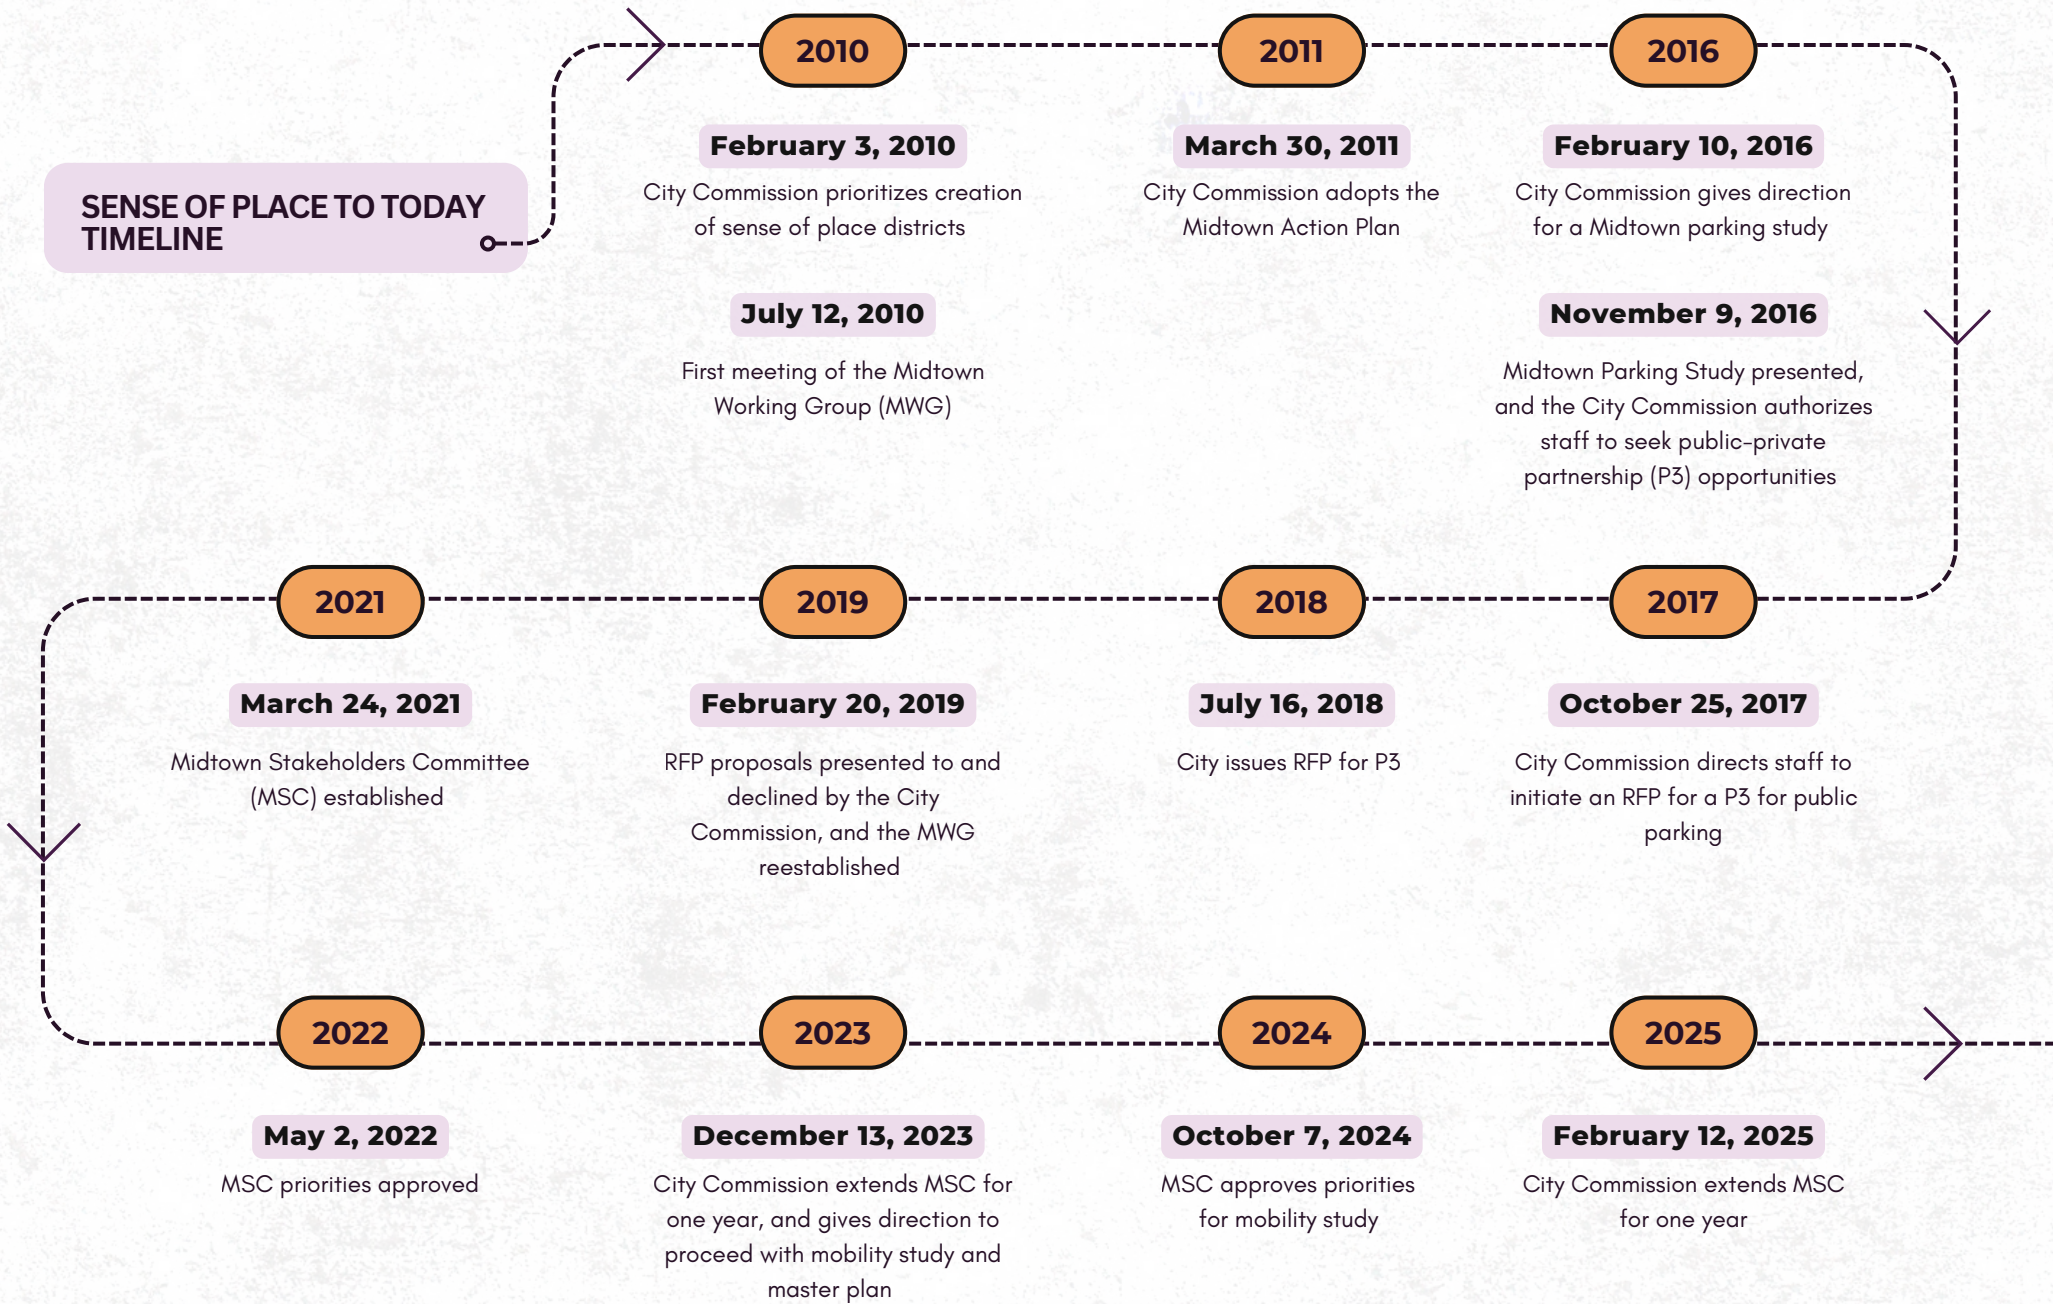 SENSE OF PLACE TO TODAY
TIMELINE
2010
February 3, 2010
City Commission prioritizes creation
of sense of place districts
July 12, 2010
First meeting of the Midtown
Working Group (MWG)
2011
March 30, 2011
City Commission adopts the
Midtown Action Plan
2016
February 10, 2016
City Commission gives direction
for a Midtown parking study
November 9, 2016
Midtown Parking Study presented,
and the City Commission authorizes
staff to seek public-private
partnership (P3) opportunities
2017
October 25, 2017
City Commission directs staff to
initiate an RFP for a P3 for public
parking
2018
July 16, 2018
City issues RFP for P3
2019
February 20, 2019
RFP proposals presented to and
declined by the City
Commission, and the MWG
reestablished
2021
March 24, 2021
Midtown Stakeholders Committee
(MSC) established
2022
May 2, 2022
MSC priorities approved
2023
December 13, 2023
City Commission extends MSC for
one year, and gives direction to
proceed with mobility study and
master plan
2024
October 7, 2024
MSC approves priorities
for mobility study
2025
February 12, 2025
City Commission extends MSC
for one year